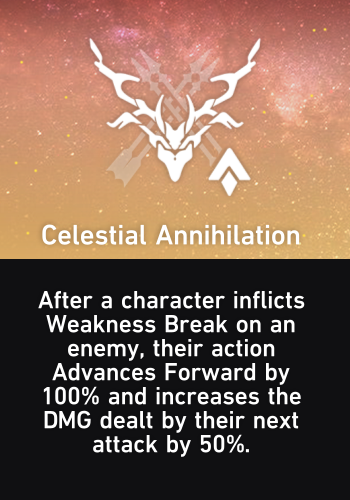 Celestial Annihilation
After a character inflicts
Weakness Break on an
enemy, their action
Advances Forward by
100% and increases the
DMG dealt by their next
attack by 50%.